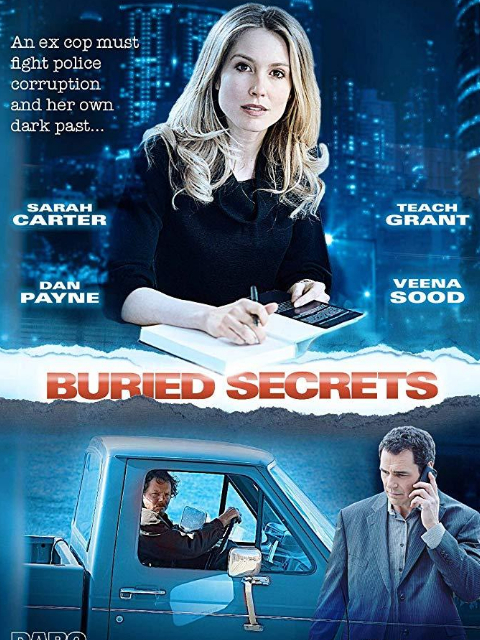 An ex cop must
fight police
corruption
and her own
dark past...
SARAH
CARTER
TEACH
GRANT
DAN
PAYNE
VEENA
SOOD
BURIED SECRETS
DARO